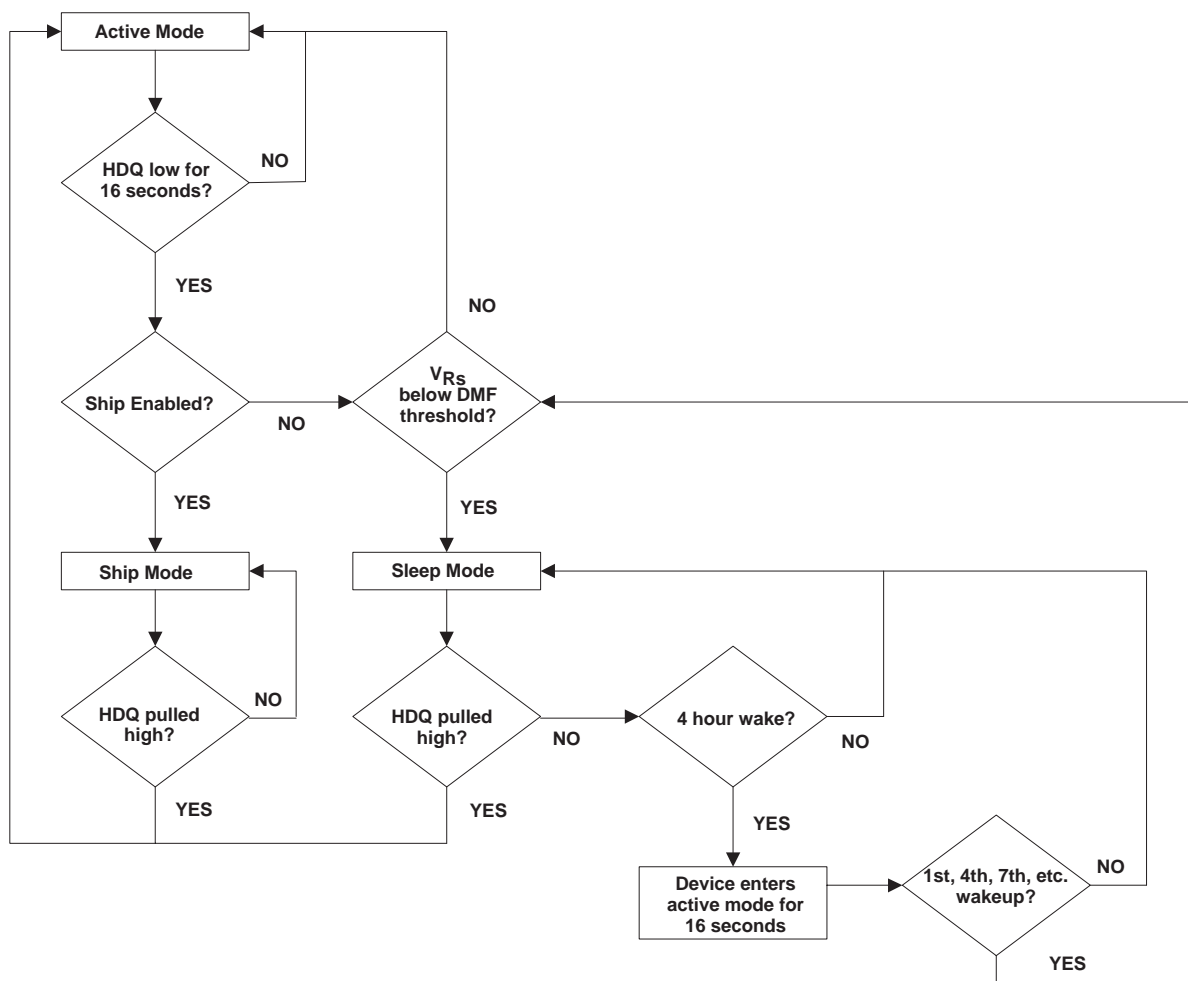 Active Mode
HDQ low for
16 seconds?
NO
YES
NO
Ship Enabled?
NO
VRs
below DMF
threshold?
YES
YES
Ship Mode
Sleep Mode
HDQ pulled
high?
NO
HDQ pulled
high?
NO
4 hour wake?
NO
YES
YES
YES
Device enters
active mode for
16 seconds
1st, 4th, 7th, etc.
wakeup?
NO
YES